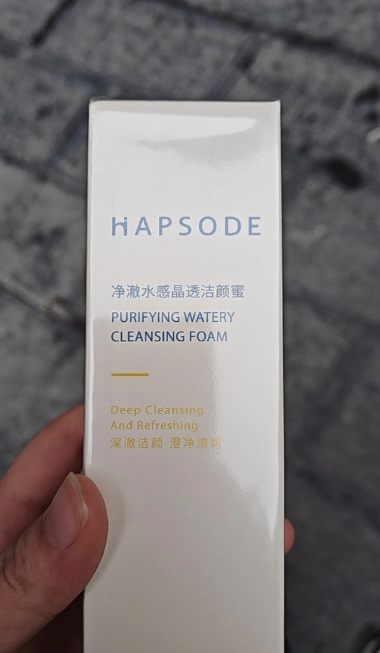 HAPSODE
净澈水感晶透洁颜蜜
PURIFYING WATERY
CLEANSING FOAM
Deep Cleansing
And Refreshing
深澈洁颜 澄净清爽